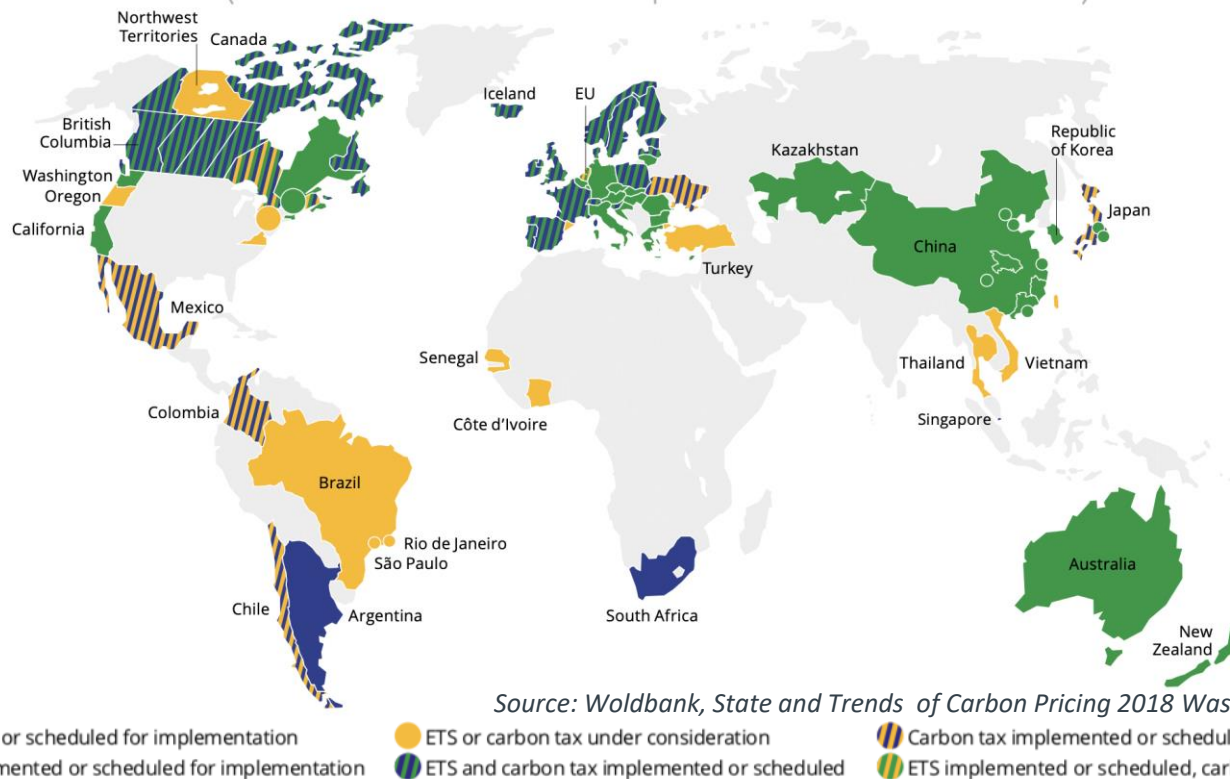 Northwest
Territories
Canada
British
Columbia
Washington
Oregon
California
Mexico
Colombia
Brazil
Rio de Janeiro
São Paulo
Chile
Argentina
Iceland
EU
Turkey
Senegal
Côte d’Ivoire
South Africa
Kazakhstan
Republic
of Korea
Japan
China
Thailand
Vietnam
Singapore
Australia
New
Zealand
Source: Woldbank, State and Trends of Carbon Pricing 2018 Was
or scheduled for implementation
ETS or carbon tax under consideration
Carbon tax implemented or schedul
mented or scheduled for implementation
ETS and carbon tax implemented or scheduled
ETS implemented or scheduled, car